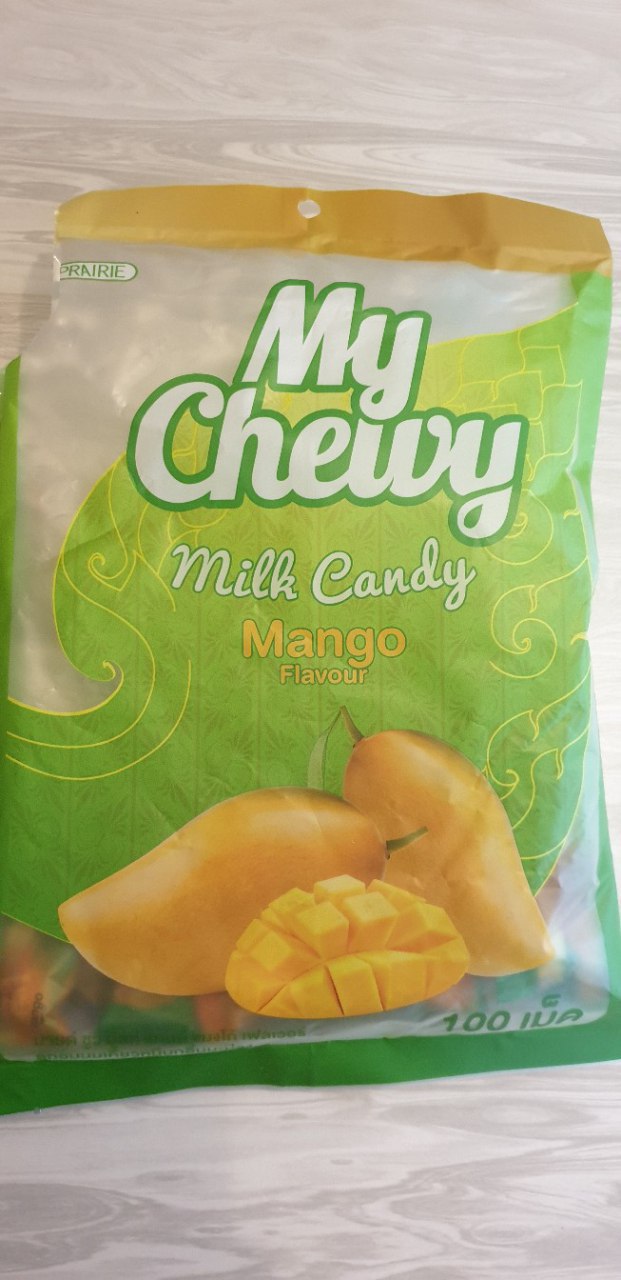 PRAIRIE
My
Chewy
Milk Candy
Mango
Flavour
100 เม็ด